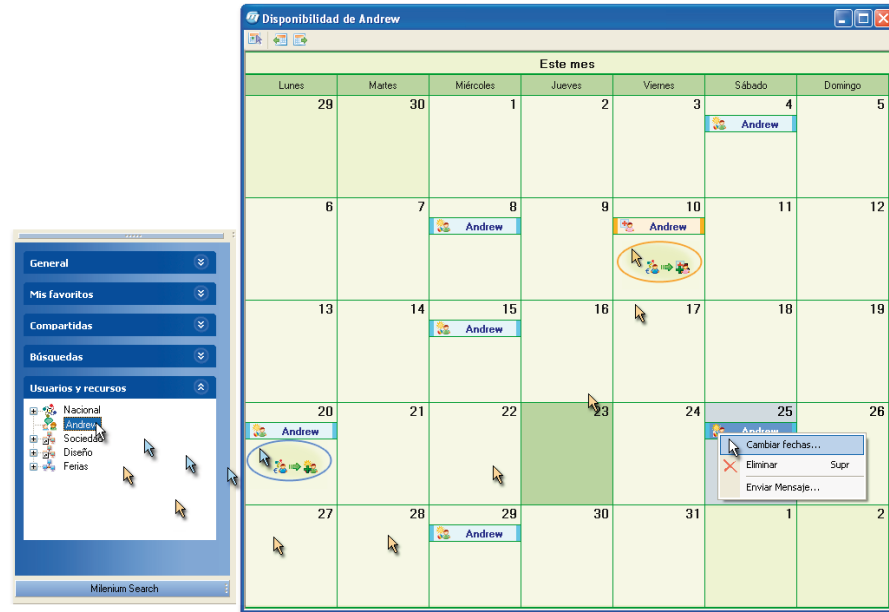 Disponibilidad de Andrew
Este mes
Lunes Martes Miércoles Jueves Viernes Sábado Domingo
29 30 1 2 3 4 5
Andrew
6 7 8 9 10 11 12
Andrew Andrew
13 14 15 16 17 18 19
Andrew
20 21 22 23 24 25 26
Andrew Andrew
Cambiar fechas...
Eliminar Supr
Enviar Mensaje...
27 28 29 30 31 1 2
Andrew
General
Mis favoritos
Compartidas
Búsquedas
Usuarios y recursos
Nacional
Andrew
Sociedad
Diseño
Ferias
Milenium Search